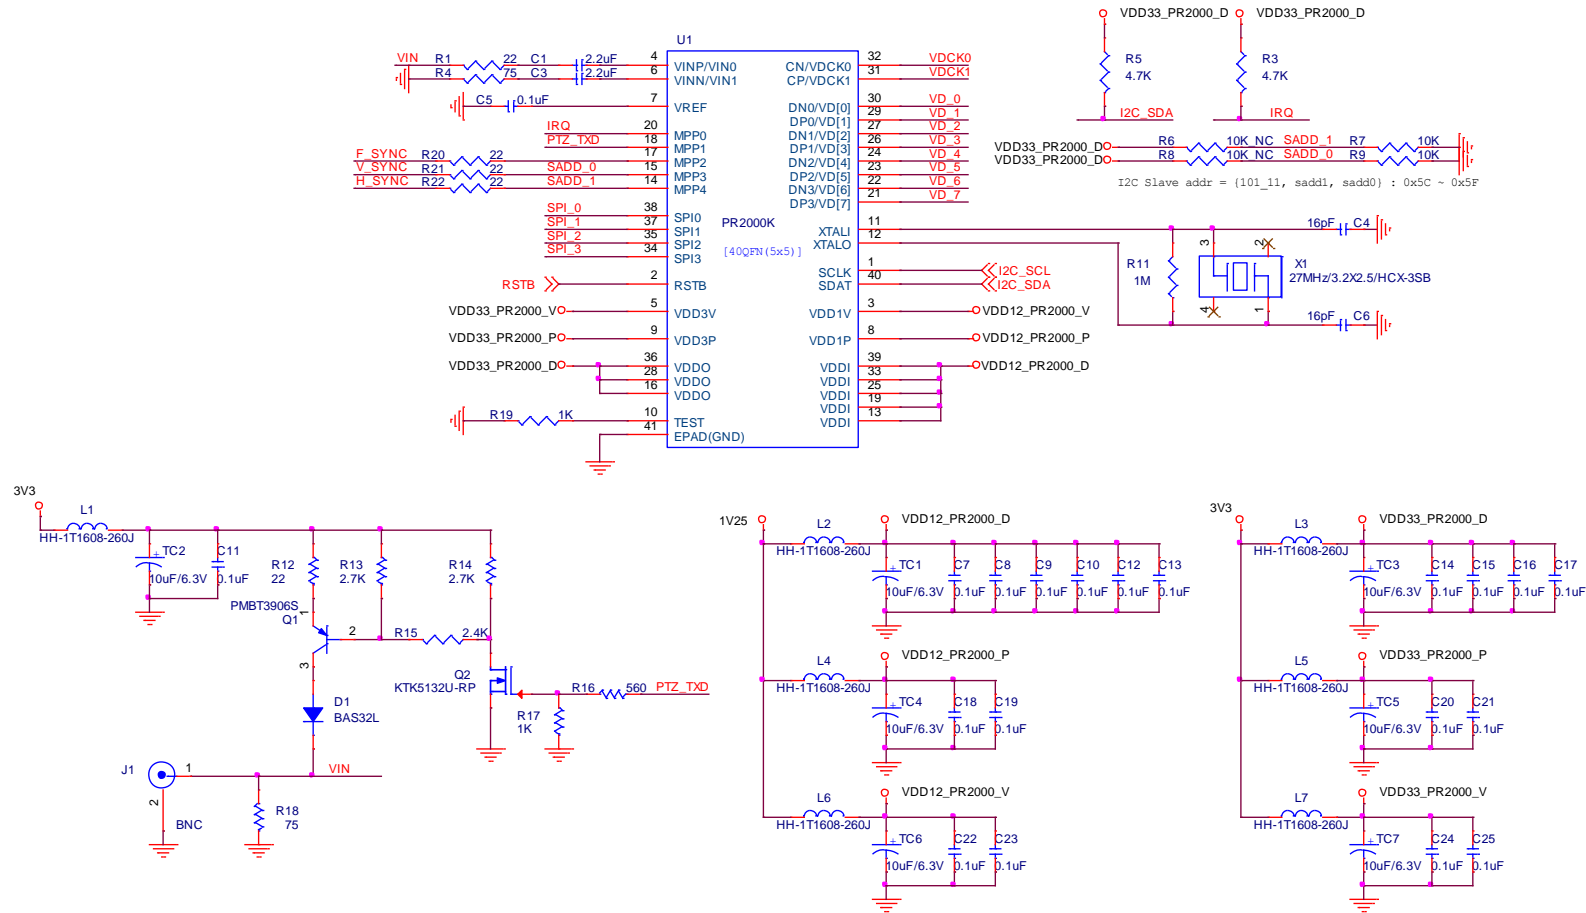 VDD33_PR2000_D VDD33_PR2000_D
R5 4.7K
R3 4.7K
I2C_SDA IRQ
VDD33_PR2000_D R6 10K_NC SADD_1 R7 10K
VDD33_PR2000_D R8 10K_NC SADD_0 R9 10K
I2C Slave addr = {101_11, sadd1, sadd0} : 0x5C ~ 0x5F
U1
VIN R1 22 C1 2.2uF 4 VINP/VIN0
R4 75 C3 2.2uF 6 VINN/VIN1
C5 0.1uF 7 VREF
IRQ 20 MPP0
PTZ_TXD 18 MPP1
F_SYNC R20 22 17 MPP2
V_SYNC R21 22 SADD_0 15 MPP3
H_SYNC R22 22 SADD_1 14 MPP4
SPI_0 38 SPI0
SPI_1 37 SPI1
SPI_2 35 SPI2
SPI_3 34 SPI3
RSTB 2 RSTB
VDD33_PR2000_V 5 VDD3V
VDD33_PR2000_P 9 VDD3P
VDD33_PR2000_D 36 VDDO
28 VDDO
16 VDDO
R19 1K 10 TEST
41 EPAD(GND)
PR2000K
[40QFN(5x5)]
CN/VDCK0 32 VDCK0
CP/VDCK1 31 VDCK1
DN0/VD[0] 30 VD_0
DP0/VD[1] 29 VD_1
DN1/VD[2] 27 VD_2
DP1/VD[3] 26 VD_3
DN2/VD[4] 24 VD_4
DP2/VD[5] 23 VD_5
DN3/VD[6] 22 VD_6
DP3/VD[7] 21 VD_7
XTALI 11
XTALO 12
SCLK 1 I2C_SCL
SDAT 40 I2C_SDA
VDD1V 3 VDD12_PR2000_V
VDD1P 8 VDD12_PR2000_P
VDDI 39 VDD12_PR2000_D
VDDI 33
VDDI 25
VDDI 19
VDDI 13
16pF C4
3 2
R11 1M
X1
27MHz/3.2X2.5/HCX-3SB
4 1
16pF C6
3V3
L1
HH-1T1608-260J
TC2 10uF/6.3V
C11 0.1uF
R12 22
R13 2.7K
R14 2.7K
PMBT3906S
Q1
1
2
3
R15 2.4K
Q2
KTK5132U-RP
R16 560 PTZ_TXD
R17 1K
D1
BAS32L
J1 1 VIN
2
BNC
R18 75
1V25
L2
HH-1T1608-260J
VDD12_PR2000_D
TC1 C7 C8 C9 C10 C12 C13
10uF/6.3V 0.1uF 0.1uF 0.1uF 0.1uF 0.1uF 0.1uF
L4
HH-1T1608-260J
VDD12_PR2000_P
TC4 C18 C19
10uF/6.3V 0.1uF 0.1uF
L6
HH-1T1608-260J
VDD12_PR2000_V
TC6 C22 C23
10uF/6.3V 0.1uF 0.1uF
3V3
L3
HH-1T1608-260J
VDD33_PR2000_D
TC3 C14 C15 C16 C17
10uF/6.3V 0.1uF 0.1uF 0.1uF 0.1uF
L5
HH-1T1608-260J
VDD33_PR2000_P
TC5 C20 C21
10uF/6.3V 0.1uF 0.1uF
L7
HH-1T1608-260J
VDD33_PR2000_V
TC7 C24 C25
10uF/6.3V 0.1uF 0.1uF